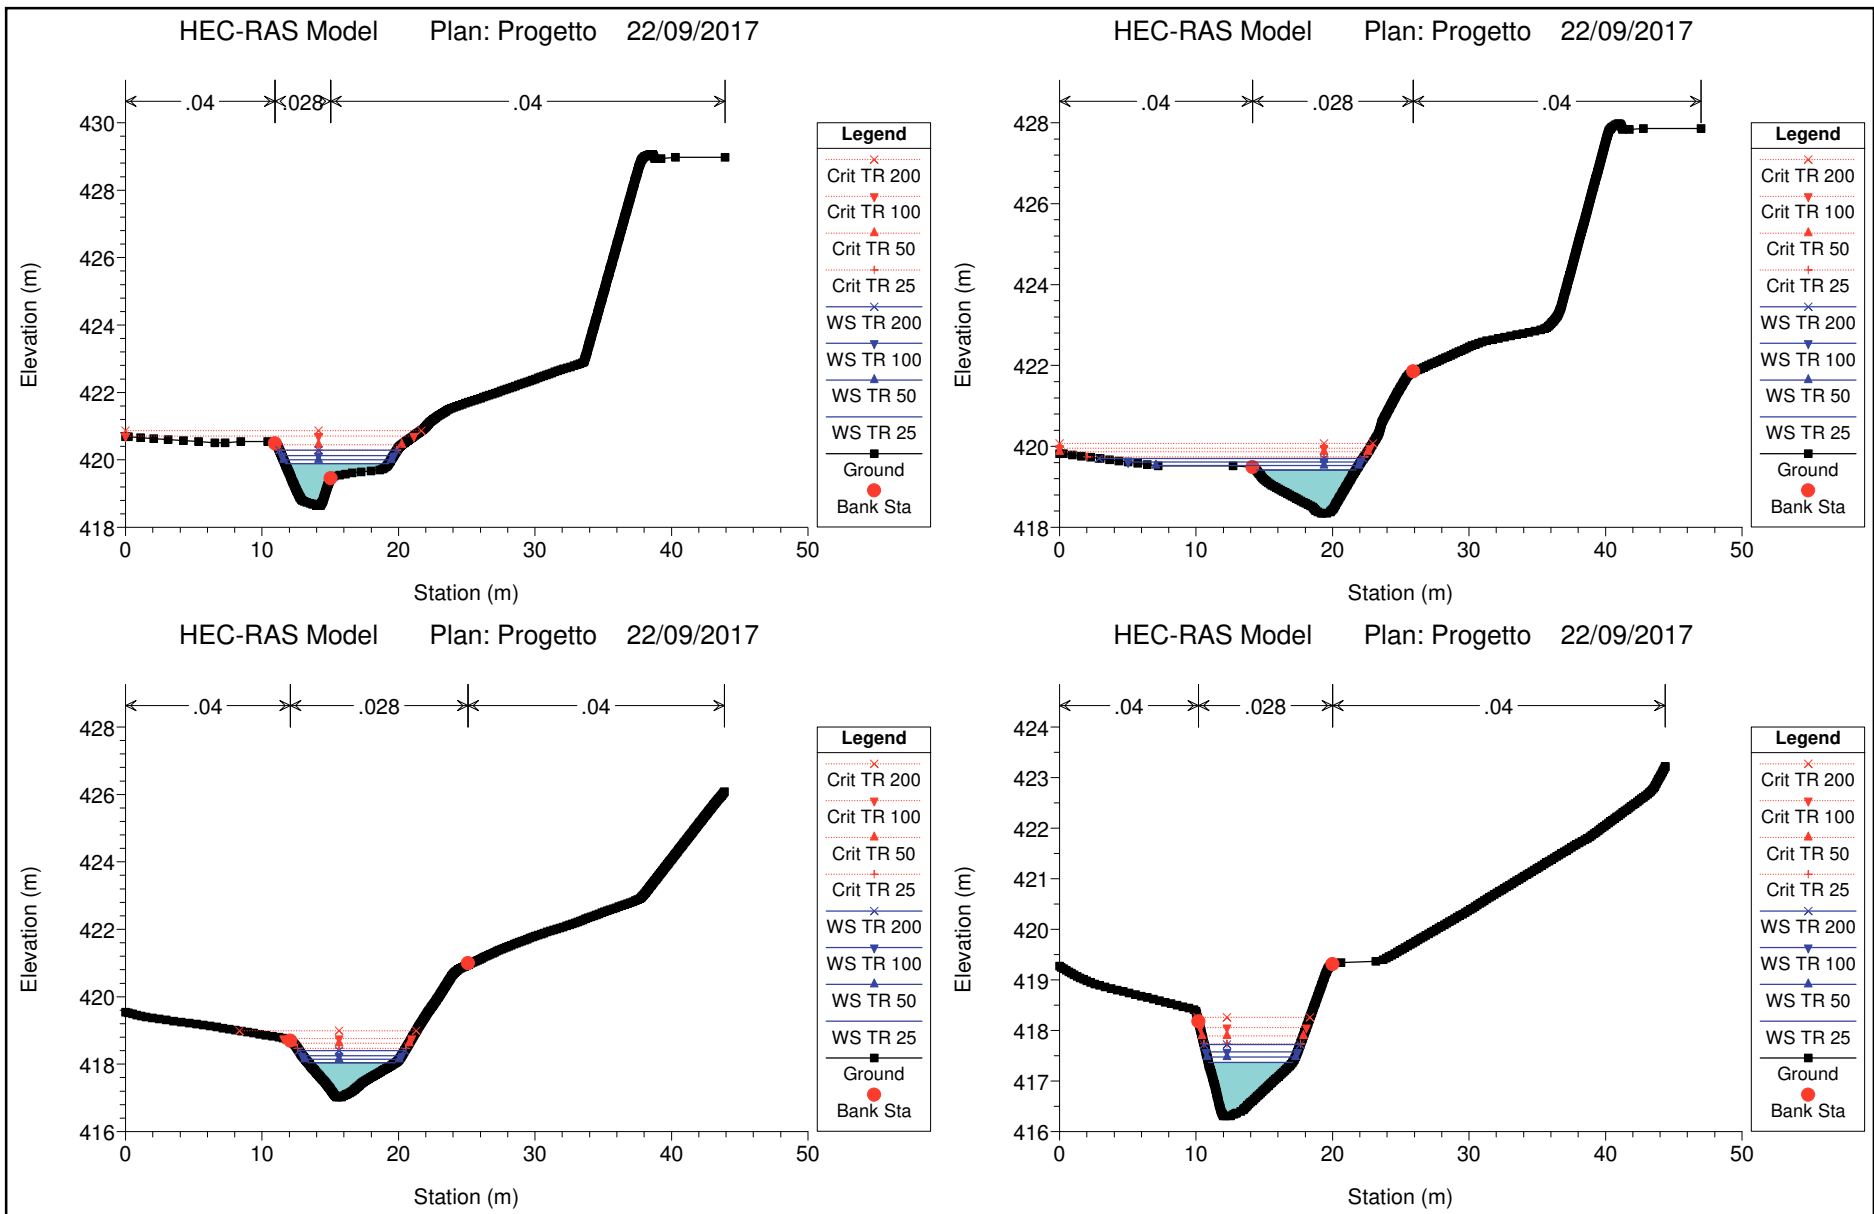 HEC-RAS Model Plan: Progetto 22/09/2017
.04 .028 .04
430
428
426
424
422
420
418
0 10 20 30 40 50
Elevation (m)
Station (m)
Legend
Crit TR 200
Crit TR 100
Crit TR 50
Crit TR 25
WS TR 200
WS TR 100
WS TR 50
WS TR 25
Ground
Bank Sta
HEC-RAS Model Plan: Progetto 22/09/2017
.04 .028 .04
428
426
424
422
420
418
0 10 20 30 40 50
Elevation (m)
Station (m)
Legend
Crit TR 200
Crit TR 100
Crit TR 50
Crit TR 25
WS TR 200
WS TR 100
WS TR 50
WS TR 25
Ground
Bank Sta
HEC-RAS Model Plan: Progetto 22/09/2017
.04 .028 .04
428
426
424
422
420
418
416
0 10 20 30 40 50
Elevation (m)
Station (m)
Legend
Crit TR 200
Crit TR 100
Crit TR 50
Crit TR 25
WS TR 200
WS TR 100
WS TR 50
WS TR 25
Ground
Bank Sta
HEC-RAS Model Plan: Progetto 22/09/2017
.04 .028 .04
424
423
422
421
420
419
418
417
416
0 10 20 30 40 50
Elevation (m)
Station (m)
Legend
Crit TR 200
Crit TR 100
Crit TR 50
Crit TR 25
WS TR 200
WS TR 100
WS TR 50
WS TR 25
Ground
Bank Sta